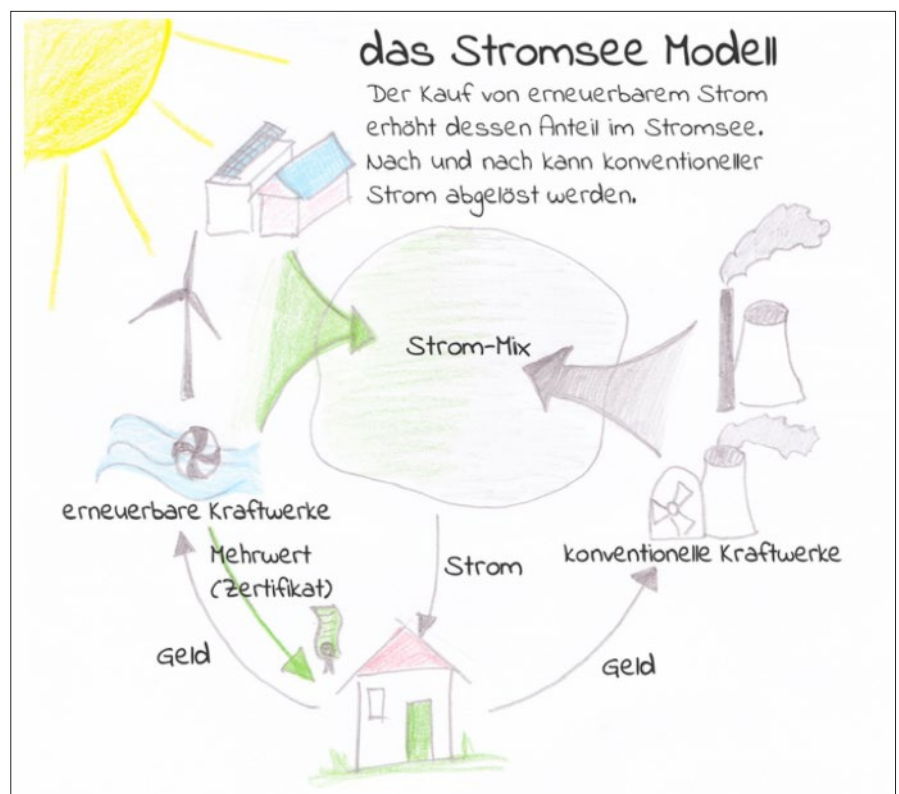 das Stromsee Modell
Der Kauf von erneuerbarem Strom
erhöht dessen Anteil im Stromsee.
Nach und nach kann konventioneller
Strom abgelöst werden.
Strom-Mix
erneuerbare Kraftwerke
konventionelle Kraftwerke
Mehrwert
(Zertifikat)
Strom
Geld
Geld